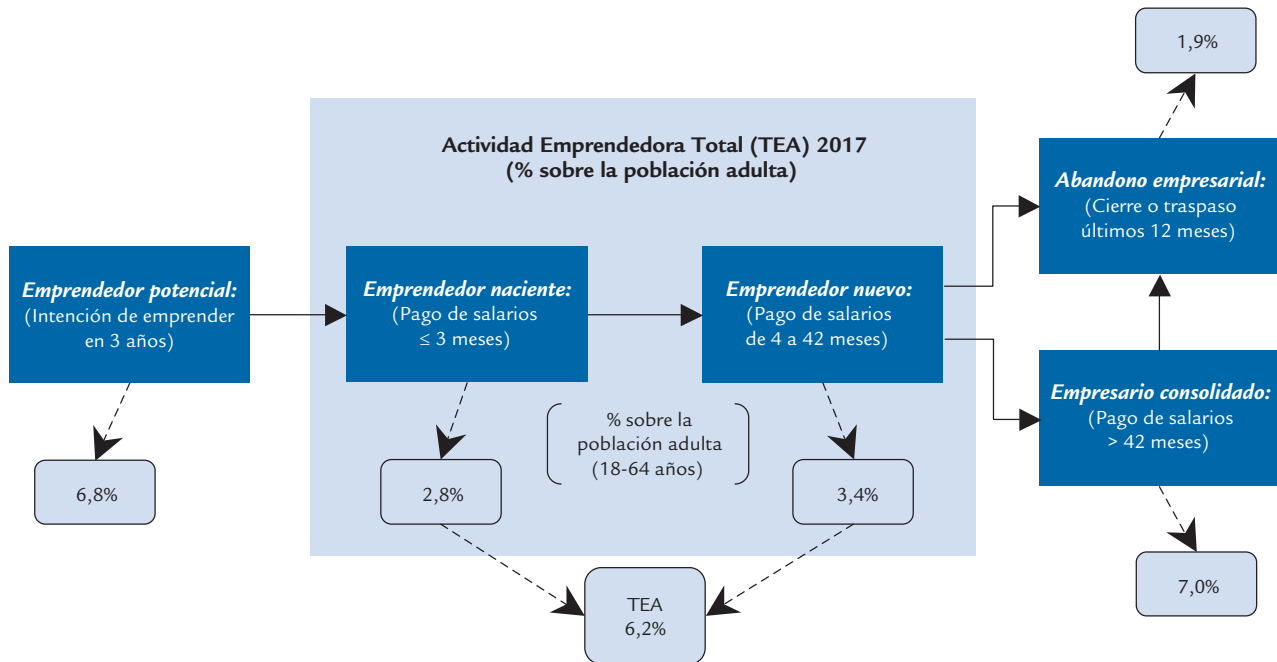 1,9%
Actividad Emprendedora Total (TEA) 2017
(% sobre la población adulta)
Abandono empresarial:
(Cierre o traspaso
últimos 12 meses)
Emprendedor potencial:
(Intención de emprender
en 3 años)
Emprendedor naciente:
(Pago de salarios
≤ 3 meses)
Emprendedor nuevo:
(Pago de salarios
de 4 a 42 meses)
Empresario consolidado:
(Pago de salarios
> 42 meses)
% sobre la
población adulta
(18-64 años)
6,8%
2,8%
3,4%
7,0%
TEA
6,2%